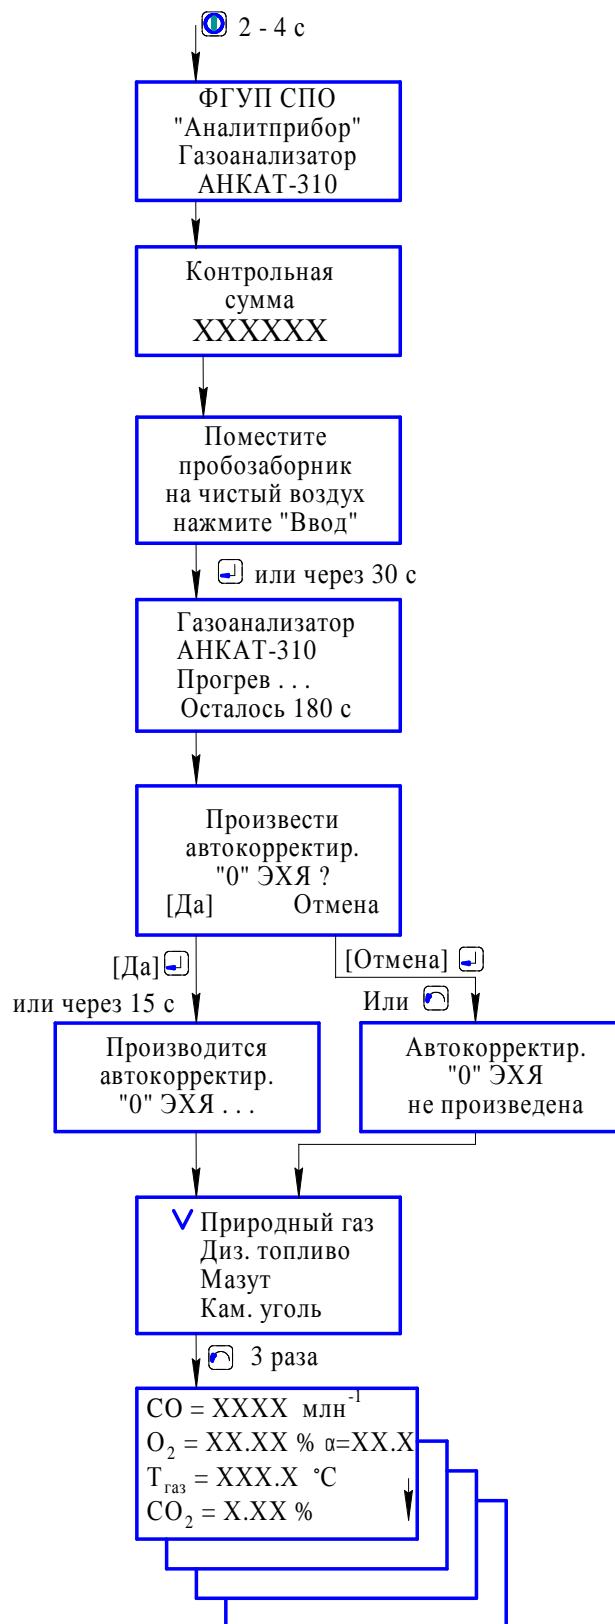 2 - 4 с
ФГУП СПО
"Аналитприбор"
Газоанализатор
АНКАТ-310
Контрольная
сумма
XXXXXX
Поместите
пробозаборник
на чистый воздух
нажмите "Ввод"
или через 30 с
Газоанализатор
АНКАТ-310
Прогрев . . .
Осталось 180 с
Произвести
автокорректир.
"0" ЭХЯ ?
[Да] Отмена
[Да]
или через 15 с
[Отмена]
Или
Производится
автокорректир.
"0" ЭХЯ . . .
Автокорректир.
"0" ЭХЯ
не произведена
Природный газ
Диз. топливо
Мазут
Кам. уголь
3 раза
CO = XXXX млн⁻¹
O₂ = XX.XX % α=XX.X
Tгаз = XXX.X °C
CO₂ = X.XX %